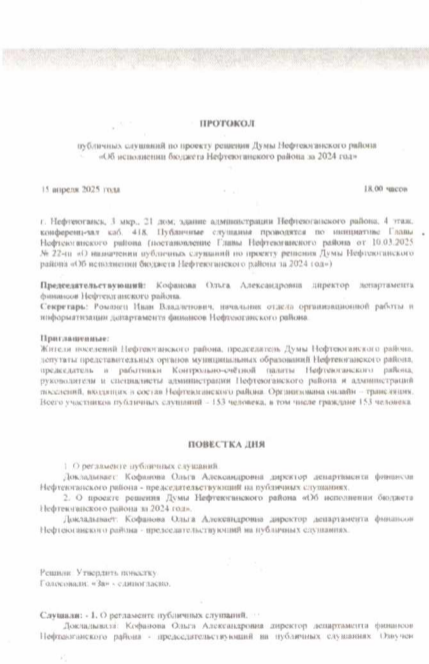 ПРОТОКОЛ
публичных слушаний по проекту решения Думы Нефтеюганского района
«Об исполнении бюджета Нефтеюганского района за 2024 год»
15 апреля 2025 года 18.00 часов
г. Нефтеюганск, 3 мкр., 21 дом, здание администрации Нефтеюганского района, 4 этаж,
конференц-зал каб. 418. Публичные слушания проводятся по инициативе Главы
Нефтеюганского района (постановление Главы Нефтеюганского района от 10.03.2025
№ 22-пг «О назначении публичных слушаний по проекту решения Думы Нефтеюганского
района «Об исполнении бюджета Нефтеюганского района за 2024 год»)
Председательствующий: Кофанова Ольга Александровна директор департамента
финансов Нефтеюганского района.
Секретарь: Романец Иван Владленович, начальник отдела организационной работы и
информатизации департамента финансов Нефтеюганского района
Приглашенные:
Жители поселений Нефтеюганского района, председатель Думы Нефтеюганского района,
депутаты представительных органов муниципальных образований Нефтеюганского района,
председатель и работники Контрольно-счётной палаты Нефтеюганского района,
руководители и специалисты администрации Нефтеюганского района и администраций
поселений, входящих в состав Нефтеюганского района. Организована онлайн – трансляция.
Всего участников публичных слушаний – 153 человека, в том числе граждане 153 человека.
ПОВЕСТКА ДНЯ
1. О регламенте публичных слушаний.
Докладывает: Кофанова Ольга Александровна директор департамента финансов
Нефтеюганского района - председательствующий на публичных слушаниях.
2. О проекте решения Думы Нефтеюганского района «Об исполнении бюджета
Нефтеюганского района за 2024 год».
Докладывает: Кофанова Ольга Александровна директор департамента финансов
Нефтеюганского района - председательствующий на публичных слушаниях.
Решили: Утвердить повестку
Голосовали: «За» - единогласно.
Слушали: - 1. О регламенте публичных слушаний.
Докладывала: Кофанова Ольга Александровна директор департамента финансов
Нефтеюганского района - председательствующий на публичных слушаниях. Озвучен